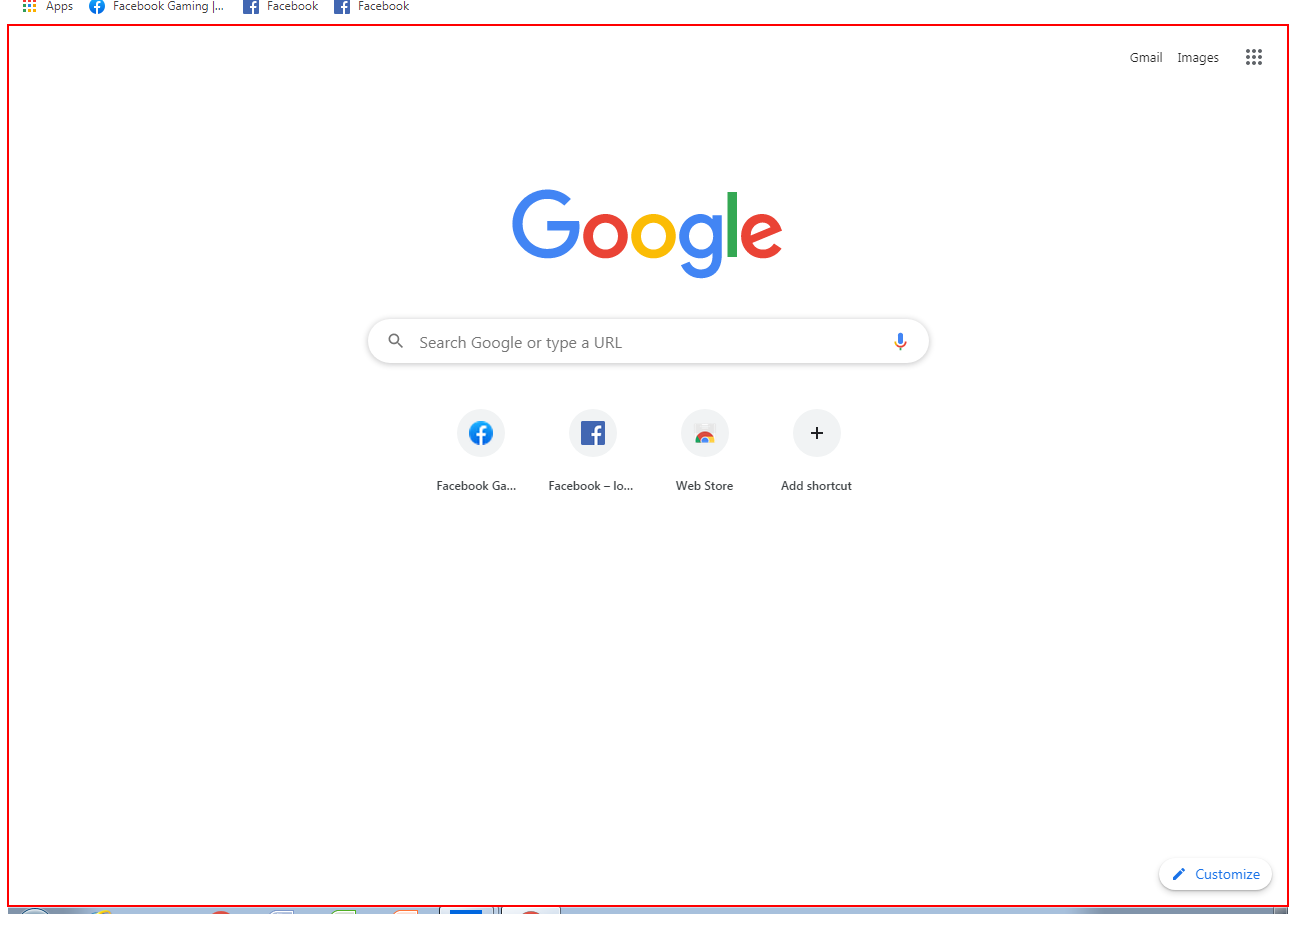 Apps Facebook Gaming |... Facebook Facebook
Gmail Images
Google
Search Google or type a URL
Facebook Ga... Facebook – lo... Web Store Add shortcut
Customize